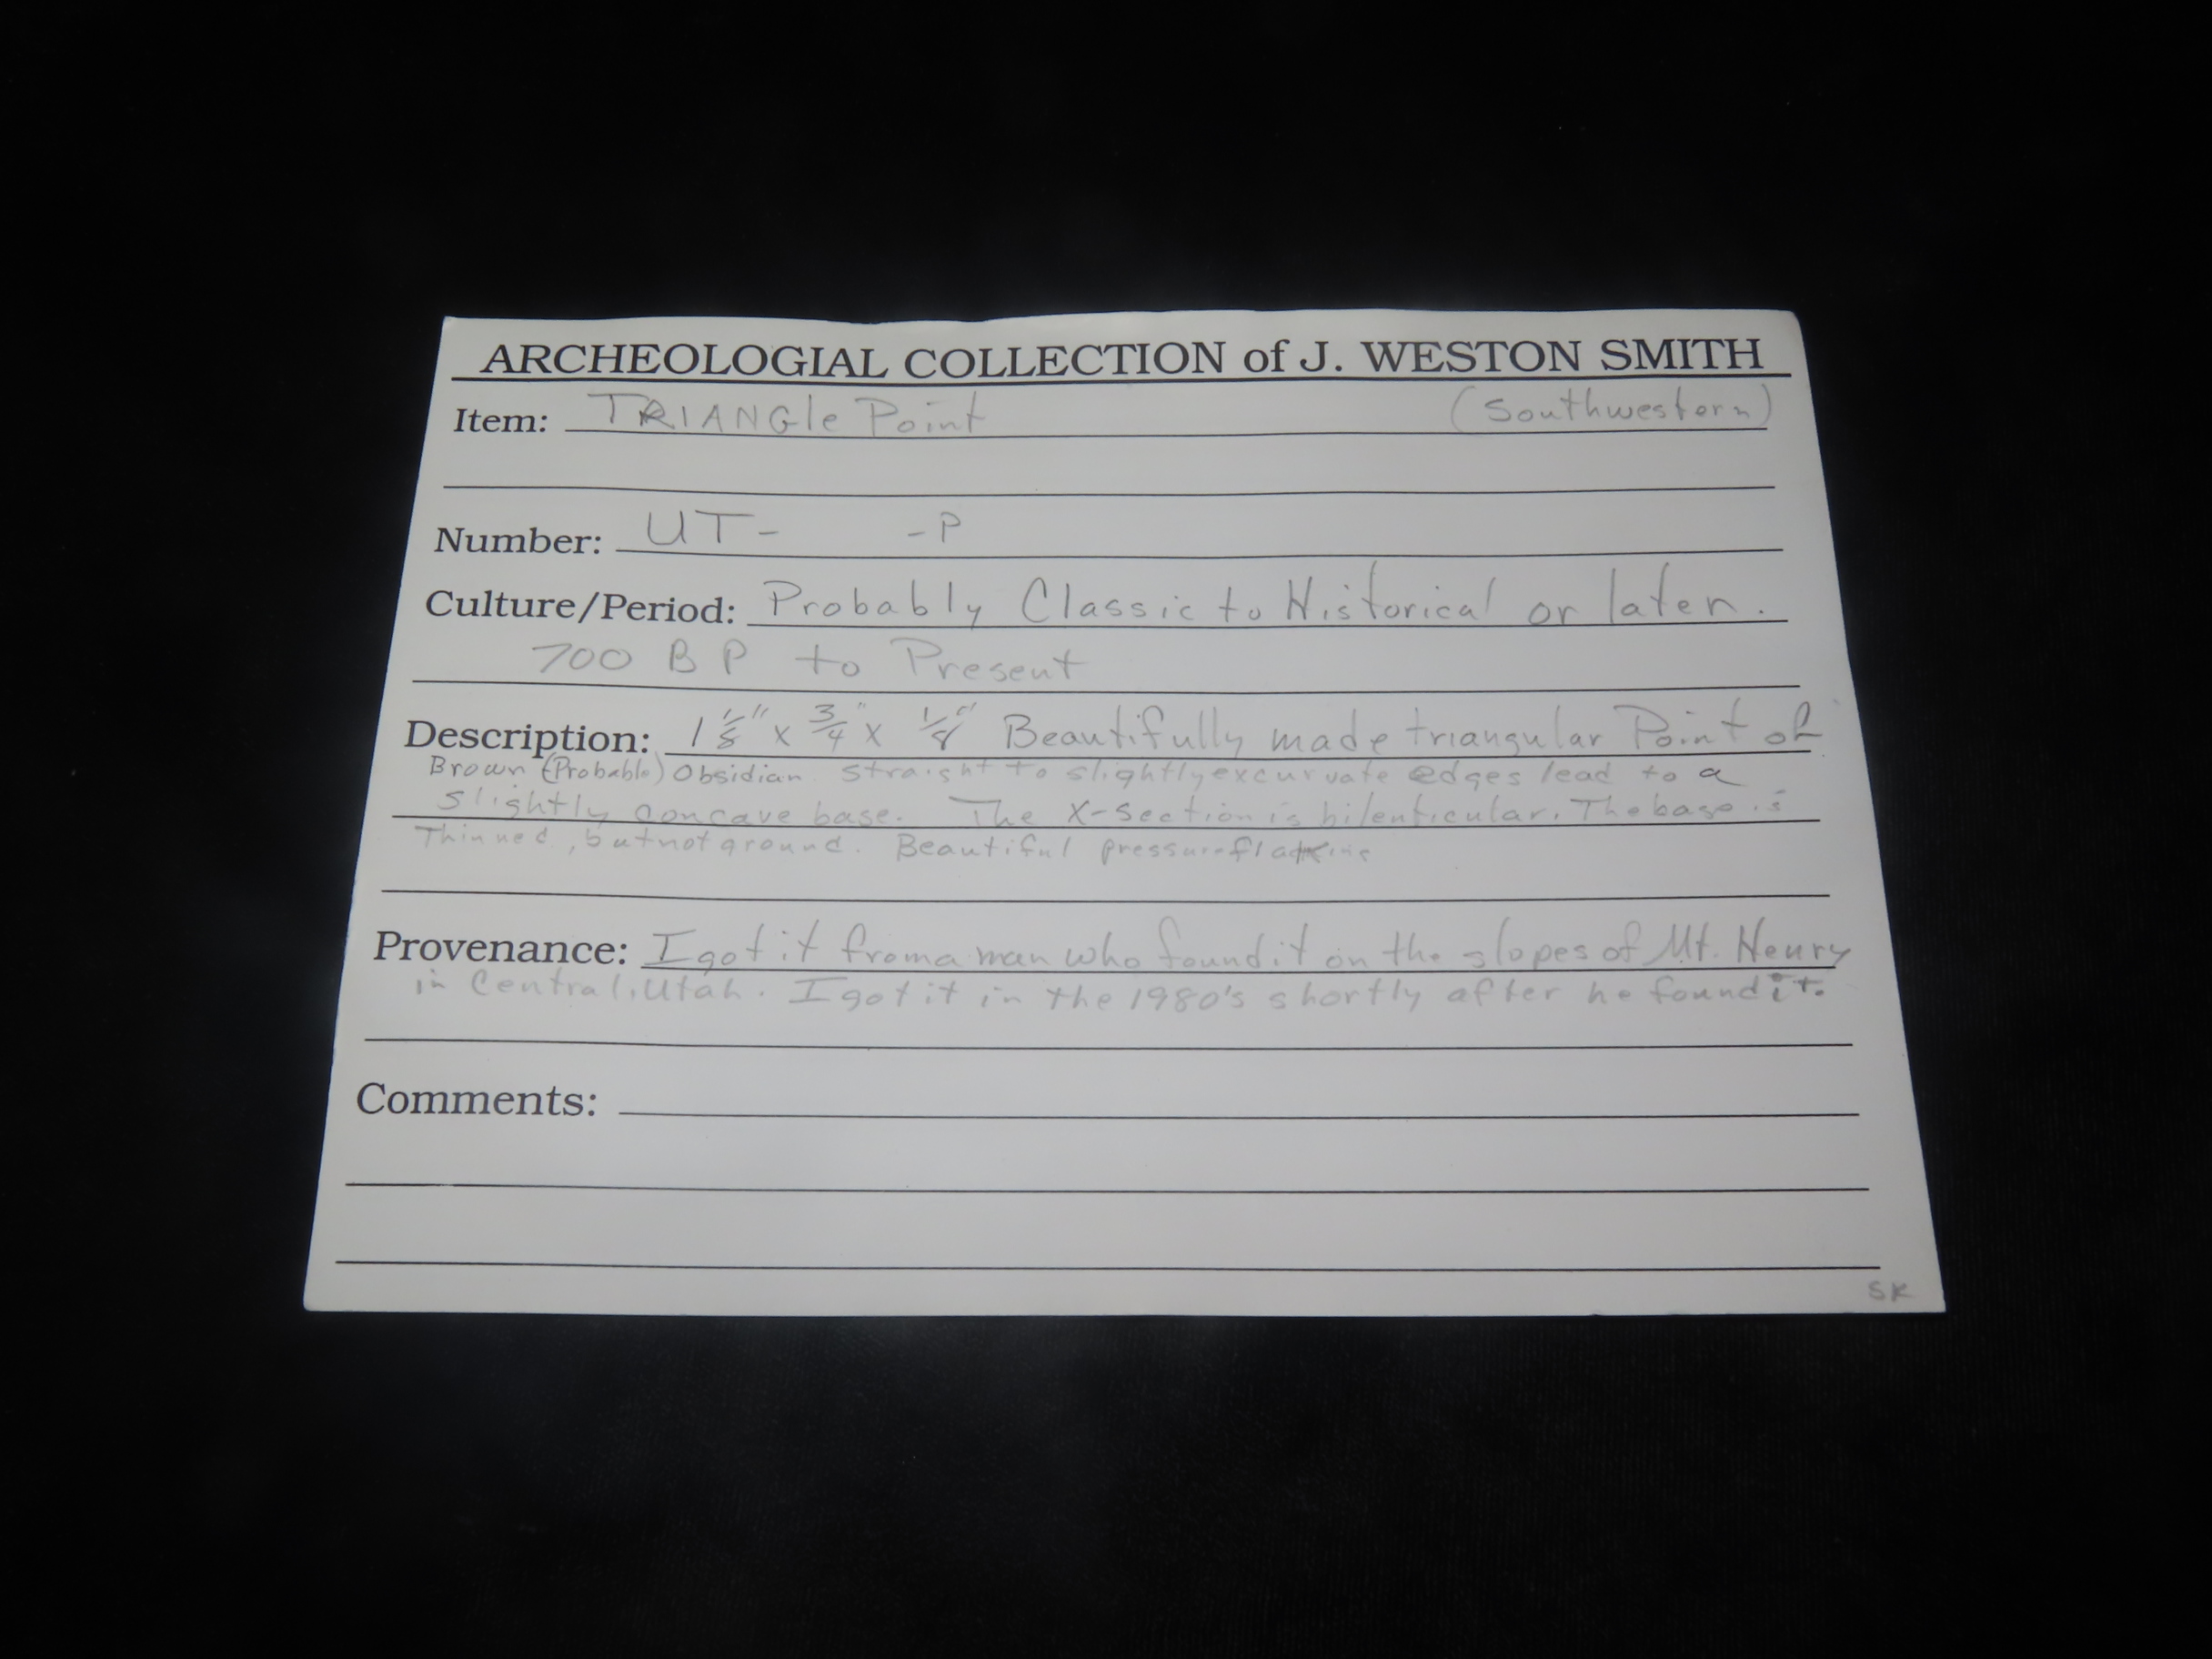 ARCHEOLOGIAL COLLECTION of J. WESTON SMITH
Item: TRIANGle Point (Southwestern)
Number: UT- -P
Culture/Period: Probably Classic to Historical or later.
700 BP to Present
Description: 1 1/8" x 3/4" x 1/8" Beautifully made triangular Point of
Brown (Probable) Obsidian. Straight to slightly excurvate edges lead to a
slightly concave base. The X-section is bilenticular. The base is
Thinned, but not ground. Beautiful pressure flaking
Provenance: I got it from a man who found it on the slopes of Mt. Henry
in Central, Utah. I got it in the 1980's shortly after he found it.
Comments:
SK